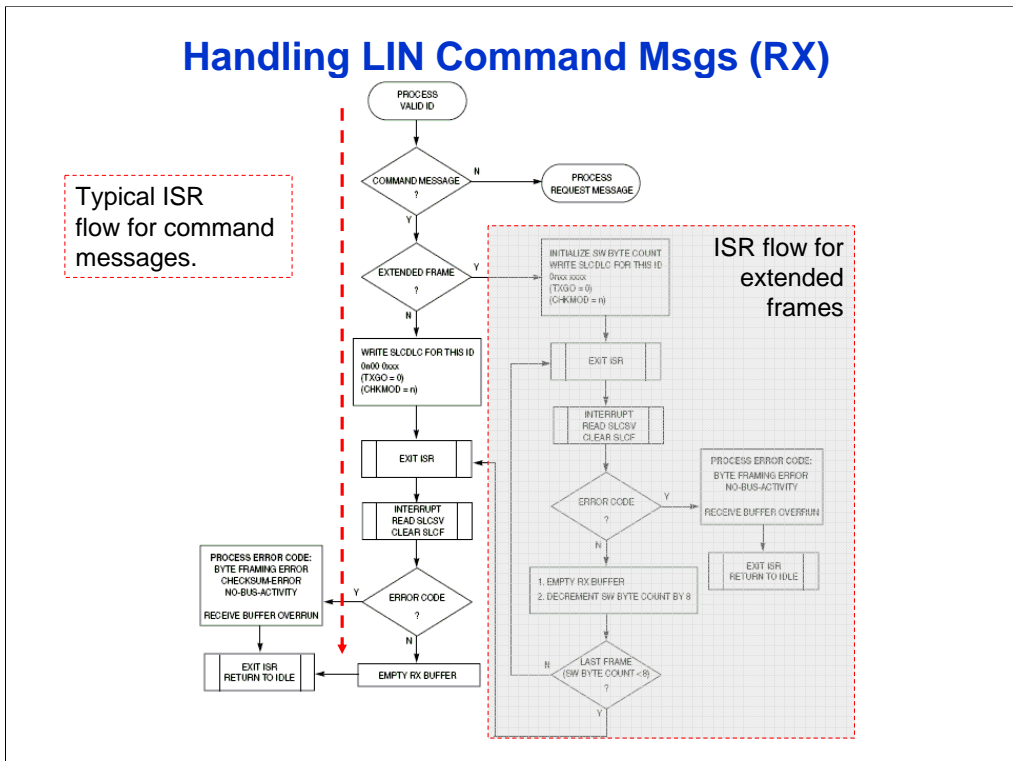 Handling LIN Command Msgs (RX)
PROCESS
VALID ID
Typical ISR
flow for command
messages.
COMMAND MESSAGE
?
N
PROCESS
REQUEST MESSAGE
Y
EXTENDED FRAME
?
Y
N
ISR flow for
extended
frames
INITIALIZE SW BYTE COUNT
WRITE SLCDLC FOR THIS ID
0nxx xxxx
(TXGO = 0)
(CHKMOD = n)
WRITE SLCDLC FOR THIS ID
0n00 0xxx
(TXGO = 0)
(CHKMOD = n)
EXIT ISR
INTERRUPT
READ SLCSV
CLEAR SLCF
EXIT ISR
INTERRUPT
READ SLCSV
CLEAR SLCF
ERROR CODE
?
Y
N
PROCESS ERROR CODE:
BYTE FRAMING ERROR
NO-BUS-ACTIVITY
RECEIVE BUFFER OVERRUN
EXIT ISR
RETURN TO IDLE
PROCESS ERROR CODE:
BYTE FRAMING ERROR
CHECKSUM-ERROR
NO-BUS-ACTIVITY
RECEIVE BUFFER OVERRUN
Y
ERROR CODE
?
N
1. EMPTY RX BUFFER
2. DECREMENT SW BYTE COUNT BY 8
EXIT ISR
RETURN TO IDLE
EMPTY RX BUFFER
N
LAST FRAME
(SW BYTE COUNT <8)
?
Y